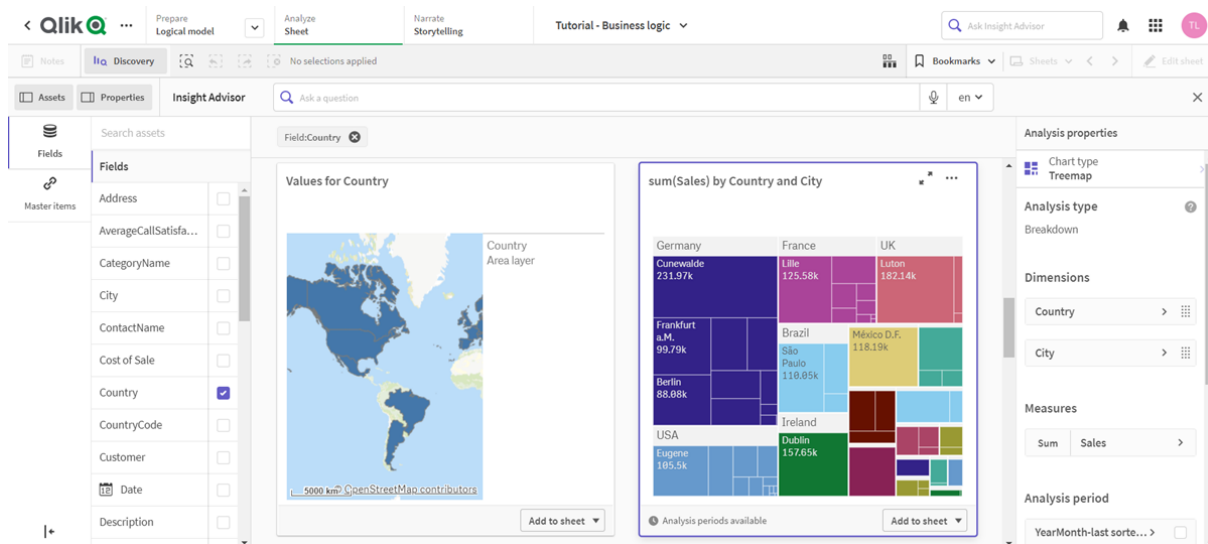 Qlik
Prepare
Logical model
Analyze
Sheet
Narrate
Storytelling
Tutorial - Business logic
Ask Insight Advisor
TL
Notes
Discovery
No selections applied
Bookmarks
Sheets
Edit sheet
Assets
Properties
Insight Advisor
Ask a question
en
Fields
Master items
Search assets
Fields
Address
AverageCallSatisfa...
CategoryName
City
ContactName
Cost of Sale
Country
CountryCode
Customer
Date
Description
Field:Country
Values for Country
Country
Area layer
5000 km
© OpenStreetMap contributors
Add to sheet
sum(Sales) by Country and City
Germany
Cunewalde
231.97k
Frankfurt
a.M.
99.79k
Berlin
88.08k
USA
Eugene
105.5k
France
Lille
125.58k
UK
Luton
182.14k
Brazil
São
Paulo
110.05k
México D.F.
118.19k
Ireland
Dublin
157.65k
Analysis periods available
Add to sheet
Analysis properties
Chart type
Treemap
Analysis type
Breakdown
Dimensions
Country
City
Measures
Sum
Sales
Analysis period
YearMonth-last sorte...